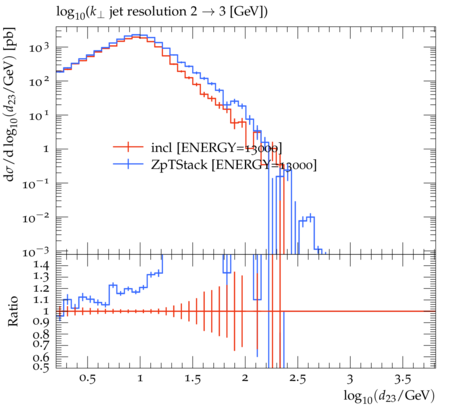 log₁₀(k⊥ jet resolution 2 → 3 [GeV])
dσ/d log₁₀(d₂₃/GeV) [pb]
10³
10²
10¹
1
10⁻¹
10⁻²
10⁻³
incl [ENERGY=13000]
ZpTStack [ENERGY=13000]
Ratio
1.4
1.3
1.2
1.1
1
0.9
0.8
0.7
0.6
0.5
0.5 1 1.5 2 2.5 3 3.5
log₁₀(d₂₃/GeV)